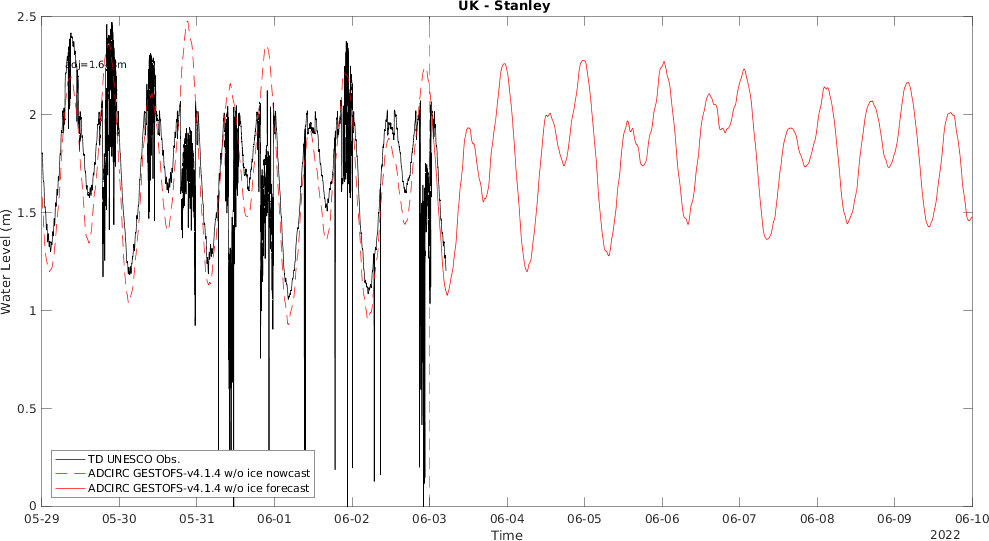 UK - Stanley
2.5
2
1.5
1
0.5
0
Water Level (m)
TD UNESCO Obs.
ADCIRC GESTOFS-v4.1.4 w/o ice nowcast
ADCIRC GESTOFS-v4.1.4 w/o ice forecast
05-29 05-30 05-31 06-01 06-02 06-03 06-04 06-05 06-06 06-07 06-08 06-09 06-10
Time
2022